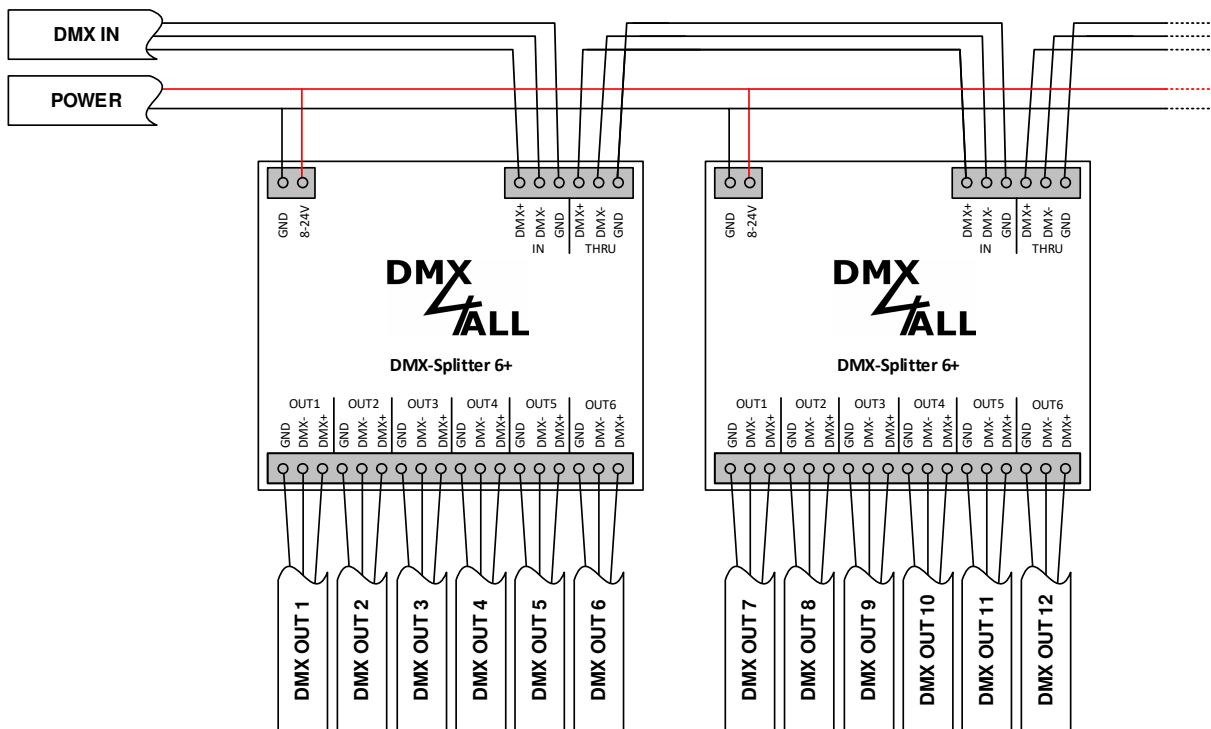 DMX IN
POWER
GND
8-24V
DMX+
DMX-
GND
DMX+
DMX-
GND
IN
THRU
DMX
4
ALL
DMX-Splitter 6+
OUT1
OUT2
OUT3
OUT4
OUT5
OUT6
GND
DMX-
DMX+
GND
DMX-
DMX+
GND
DMX-
DMX+
GND
DMX-
DMX+
GND
DMX-
DMX+
GND
DMX-
DMX+
DMX OUT 1
DMX OUT 2
DMX OUT 3
DMX OUT 4
DMX OUT 5
DMX OUT 6
GND
8-24V
DMX+
DMX-
GND
DMX+
DMX-
GND
IN
THRU
DMX
4
ALL
DMX-Splitter 6+
OUT1
OUT2
OUT3
OUT4
OUT5
OUT6
GND
DMX-
DMX+
GND
DMX-
DMX+
GND
DMX-
DMX+
GND
DMX-
DMX+
GND
DMX-
DMX+
GND
DMX-
DMX+
DMX OUT 7
DMX OUT 8
DMX OUT 9
DMX OUT 10
DMX OUT 11
DMX OUT 12